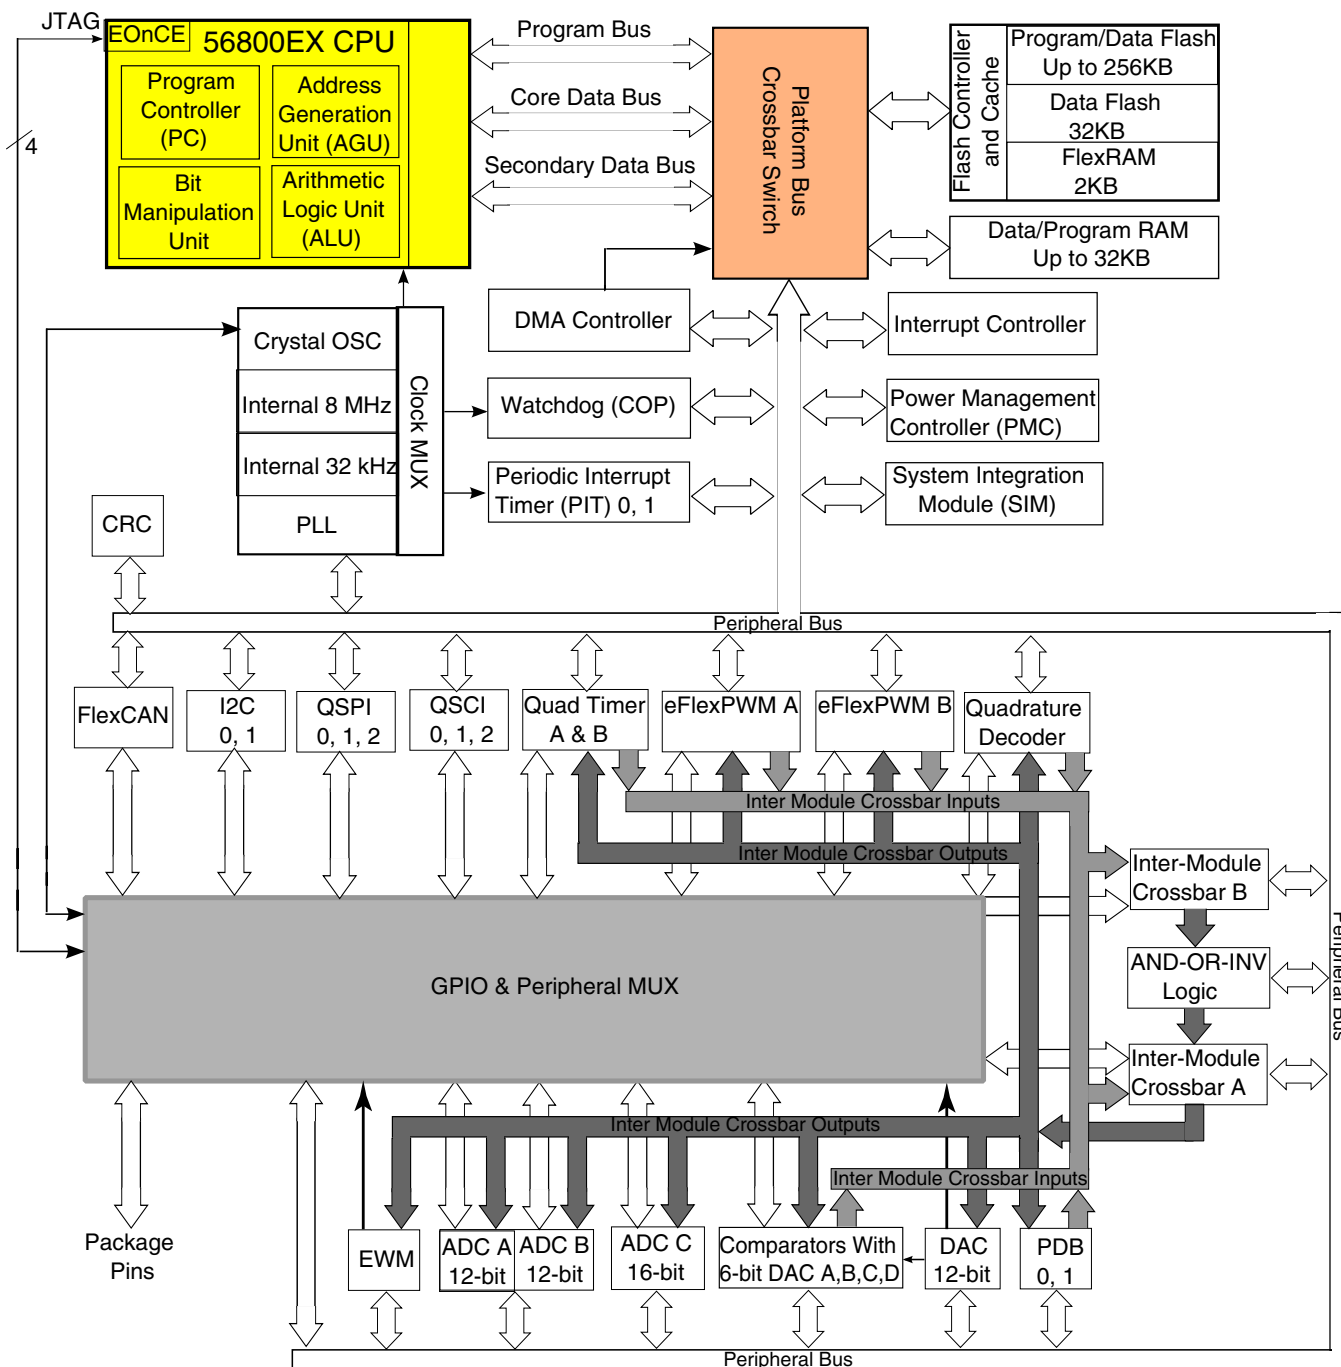 JTAG
EOnCE
56800EX CPU
Program
Controller
(PC)
Address
Generation
Unit (AGU)
Bit
Manipulation
Unit
Arithmetic
Logic Unit
(ALU)
4
Program Bus
Core Data Bus
Secondary Data Bus
Platform Bus
Crossbar Swirch
Flash Controller
and Cache
Program/Data Flash
Up to 256KB
Data Flash
32KB
FlexRAM
2KB
Data/Program RAM
Up to 32KB
Crystal OSC
Internal 8 MHz
Internal 32 kHz
PLL
Clock MUX
DMA Controller
Interrupt Controller
Watchdog (COP)
Power Management
Controller (PMC)
Periodic Interrupt
Timer (PIT) 0, 1
System Integration
Module (SIM)
CRC
Peripheral Bus
FlexCAN
I2C
0, 1
QSPI
0, 1, 2
QSCI
0, 1, 2
Quad Timer
A & B
eFlexPWM A
eFlexPWM B
Quadrature
Decoder
Inter Module Crossbar Inputs
Inter Module Crossbar Outputs
Inter-Module
Crossbar B
GPIO & Peripheral MUX
AND-OR-INV
Logic
Peripheral Bus
Inter-Module
Crossbar A
Inter Module Crossbar Outputs
Inter Module Crossbar Inputs
Package
Pins
EWM
ADC A
12-bit
ADC B
12-bit
ADC C
16-bit
Comparators With
6-bit DAC A,B,C,D
DAC
12-bit
PDB
0, 1
Peripheral Bus